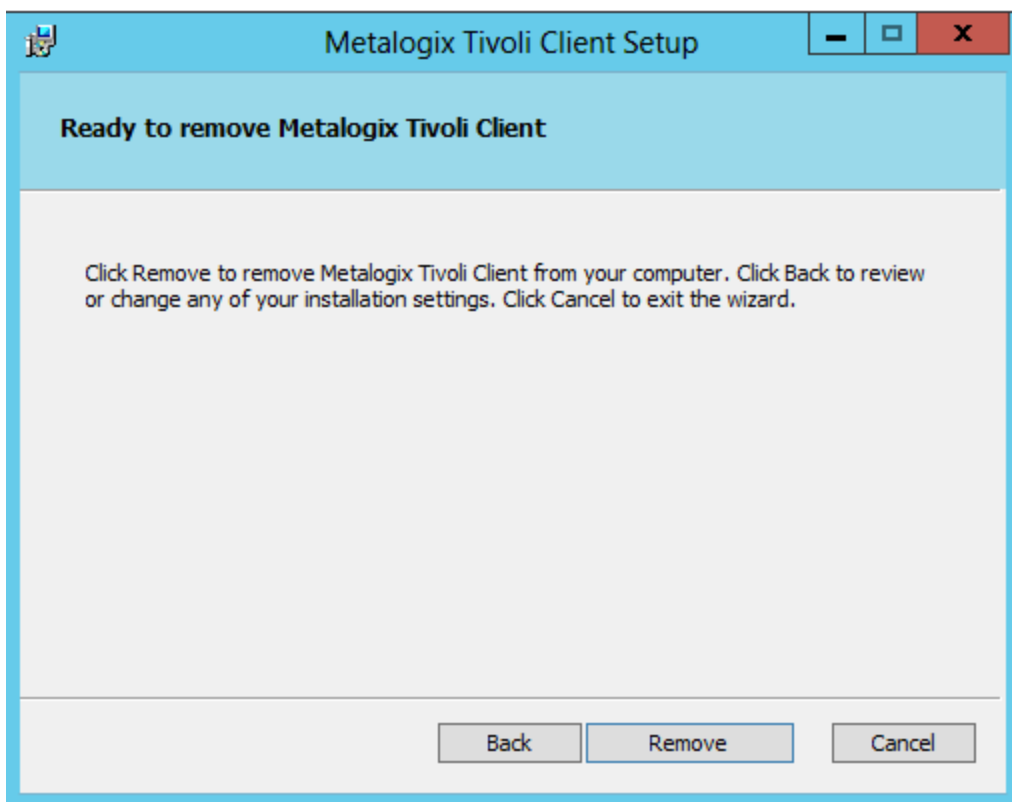 Metalogix Tivoli Client Setup
Ready to remove Metalogix Tivoli Client
Click Remove to remove Metalogix Tivoli Client from your computer. Click Back to review
or change any of your installation settings. Click Cancel to exit the wizard.
Back Remove Cancel